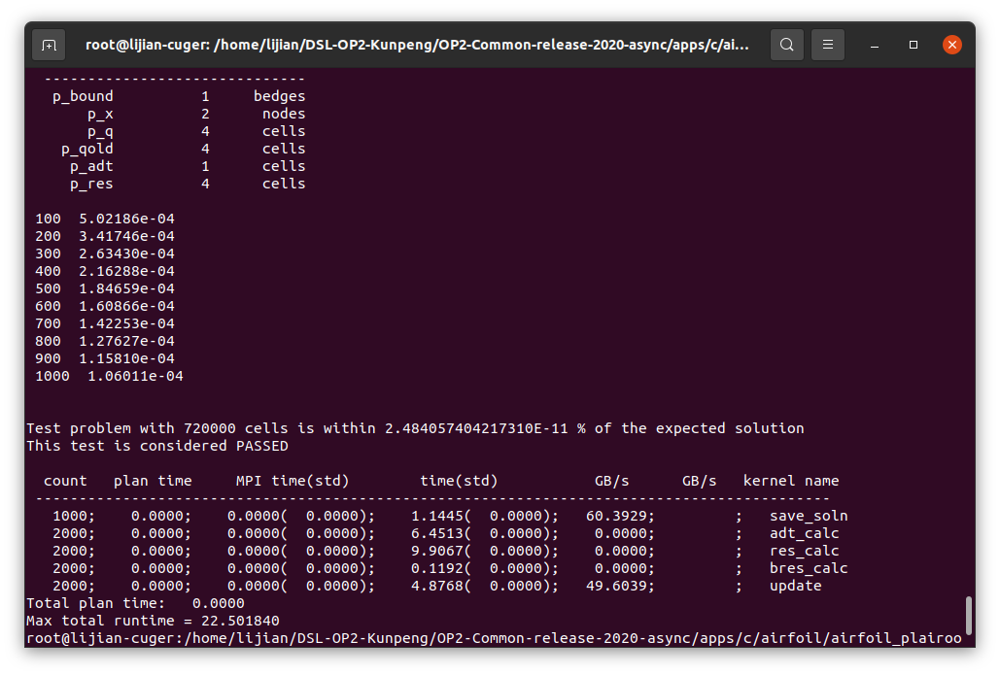 root@lijian-cuger: /home/lijian/DSL-OP2-Kunpeng/OP2-Common-release-2020-async/apps/c/ai...
------------------------------
p_bound 1 bedges
p_x 2 nodes
p_q 4 cells
p_qold 4 cells
p_adt 1 cells
p_res 4 cells
100 5.02186e-04
200 3.41746e-04
300 2.63430e-04
400 2.16288e-04
500 1.84659e-04
600 1.60866e-04
700 1.42253e-04
800 1.27627e-04
900 1.15810e-04
1000 1.06011e-04
Test problem with 720000 cells is within 2.484057404217310E-11 % of the expected solution
This test is considered PASSED
count plan time MPI time(std) time(std) GB/s GB/s kernel name
-------------------------------------------------------------------------------------------
1000; 0.0000; 0.0000( 0.0000); 1.1445( 0.0000); 60.3929; ; save_soln
2000; 0.0000; 0.0000( 0.0000); 6.4513( 0.0000); 0.0000; ; adt_calc
2000; 0.0000; 0.0000( 0.0000); 9.9067( 0.0000); 0.0000; ; res_calc
2000; 0.0000; 0.0000( 0.0000); 0.1192( 0.0000); 0.0000; ; bres_calc
2000; 0.0000; 0.0000( 0.0000); 4.8768( 0.0000); 49.6039; ; update
Total plan time: 0.0000
Max total runtime = 22.501840
root@lijian-cuger:/home/lijian/DSL-OP2-Kunpeng/OP2-Common-release-2020-async/apps/c/airfoil/airfoil_plairoo